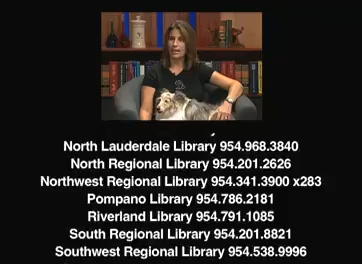 North Lauderdale Library 954.968.3840
North Regional Library 954.201.2626
Northwest Regional Library 954.341.3900 x283
Pompano Library 954.786.2181
Riverland Library 954.791.1085
South Regional Library 954.201.8821
Southwest Regional Library 954.538.9996